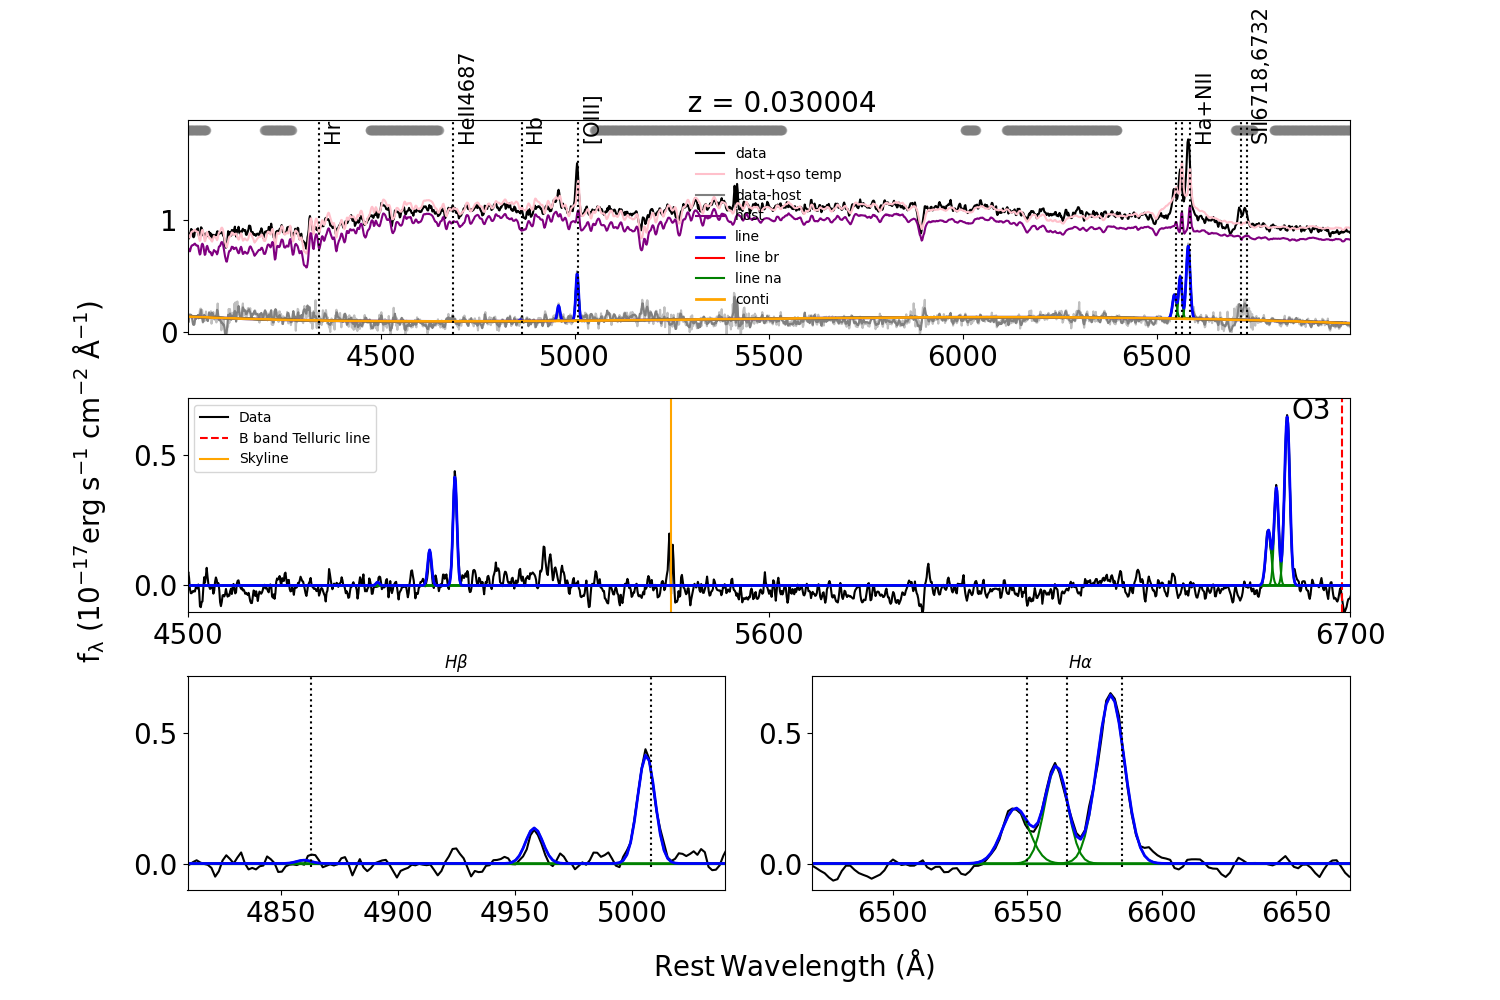 z = 0.030004
Hr
HeII4687
Hb
[OIII]
Ha+NII
SII6718,6732
data
host+qso temp
data-host
host
line
line br
line na
conti
1
0
4500
5000
5500
6000
6500
fλ (10−17erg s−1 cm−2 Å−1)
Data
B band Telluric line
Skyline
O3
0.5
0.0
4500
5600
6700
Hβ
0.5
0.0
4850
4900
4950
5000
Hα
0.5
0.0
6500
6550
6600
6650
Rest Wavelength (Å)